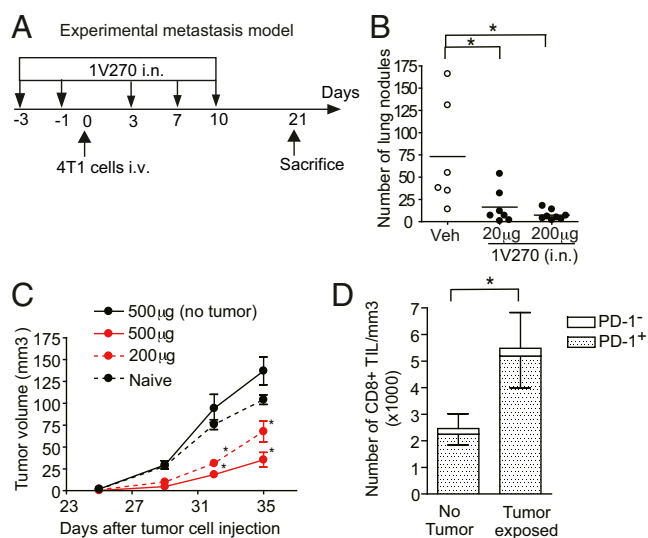 A
Experimental metastasis model
1V270 i.n.
Days
-3 -1 0 3 7 10 21
4T1 cells i.v.
Sacrifice
B
Number of lung nodules
175
150
125
100
75
50
25
0
* *
Veh 20μg 200μg
1V270 (i.n.)
C
500μg (no tumor)
500μg
200μg
Naive
Tumor volume (mm3)
175
150
125
100
75
50
25
0
* * * *
23 27 31 35
Days after tumor cell injection
D
*
PD-1-
PD-1+
Number of CD8+ TIL/mm3
(x1000)
7
6
5
4
3
2
1
0
No Tumor
Tumor exposed